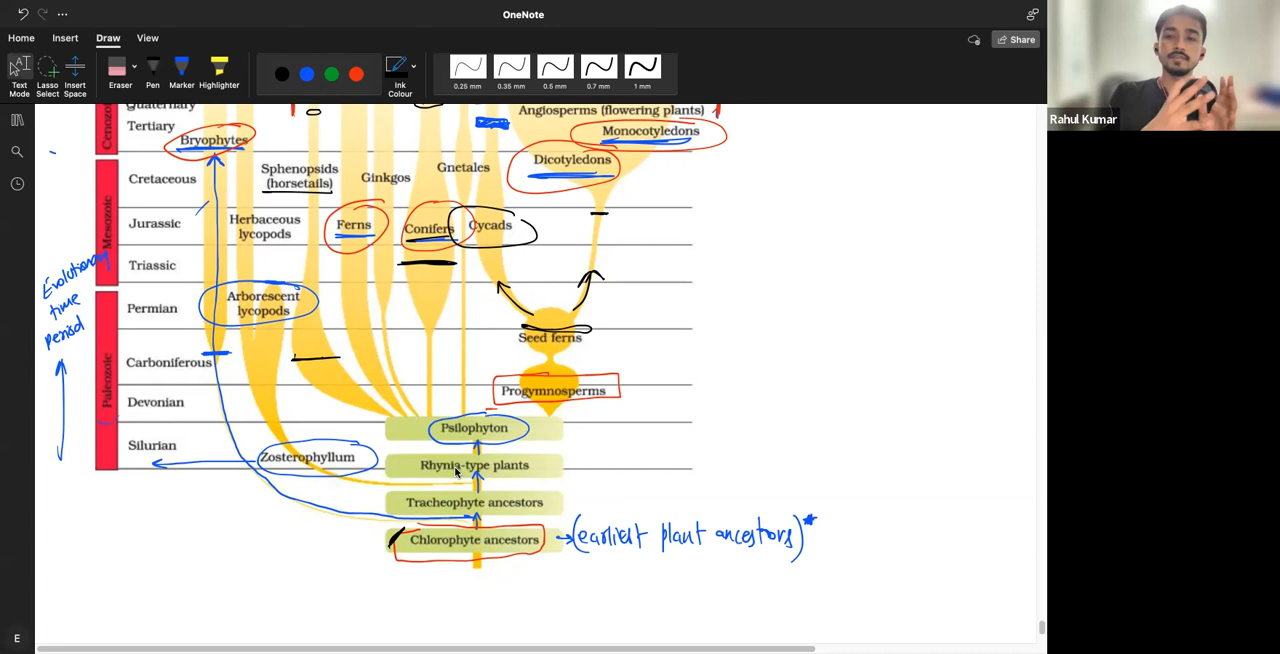 OneNote
Home Insert Draw View
Share
Text Mode
Lasso Select
Insert Space
Eraser
Pen
Marker
Highlighter
Ink Colour
0.25 mm
0.35 mm
0.5 mm
0.7 mm
1 mm
Rahul Kumar
Quaternary
Angiosperms (flowering plants)
Cenozo
Tertiary
Monocotyledons
Bryophytes
Dicotyledons
Mesozoic
Cretaceous
Sphenopsids
(horsetails)
Ginkgos
Gnetales
Jurassic
Herbaceous
lycopods
Ferns
Conifers
Cycads
Triassic
Evolutionary
time
period
Paleozoic
Permian
Arborescent
lycopods
Seed ferns
Carboniferous
Progymnosperms
Devonian
Psilophyton
Silurian
Zosterophyllum
Rhynia-type plants
Tracheophyte ancestors
Chlorophyte ancestors
(earliest plant ancestors)*
E